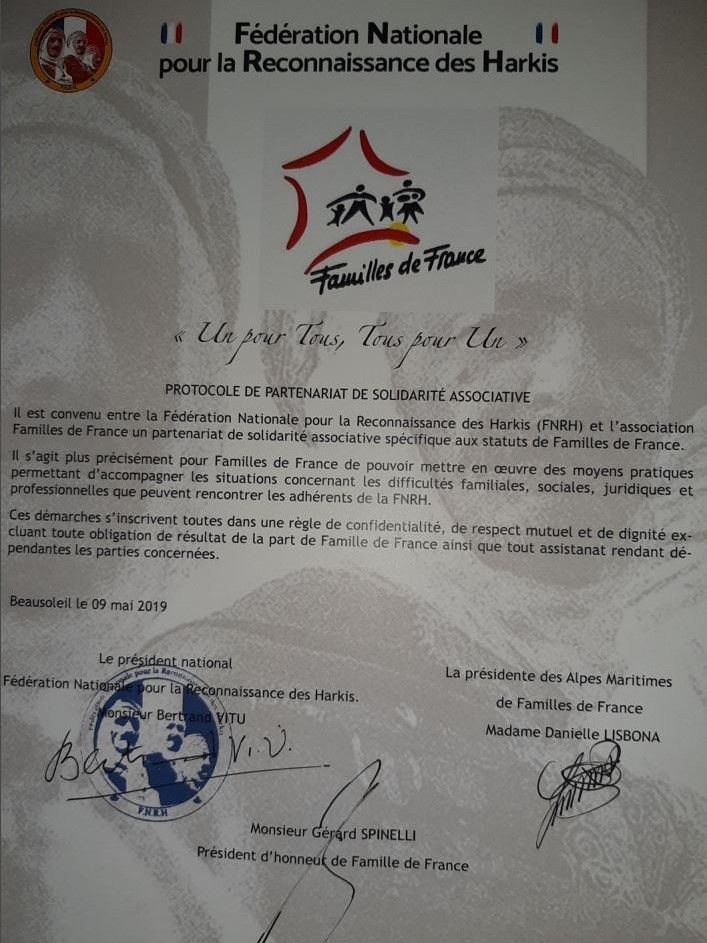 Fédération Nationale
pour la Reconnaissance des Harkis
F.N.R.H
Familles de France
« Un pour Tous, Tous pour Un »
PROTOCOLE DE PARTENARIAT DE SOLIDARITÉ ASSOCIATIVE
Il est convenu entre la Fédération Nationale pour la Reconnaissance des Harkis (FNRH) et l’association
Familles de France un partenariat de solidarité associative spécifique aux statuts de Familles de France.
Il s’agit plus précisément pour Familles de France de pouvoir mettre en œuvre des moyens pratiques
permettant d’accompagner les situations concernant les difficultés familiales, sociales, juridiques et
professionnelles que peuvent rencontrer les adhérents de la FNRH.
Ces démarches s’inscrivent toutes dans une règle de confidentialité, de respect mutuel et de dignité ex-
cluant toute obligation de résultat de la part de Famille de France ainsi que tout assistanat rendant dé-
pendantes les parties concernées.
Beausoleil le 09 mai 2019
Le président national
Fédération Nationale pour la Reconnaissance des Harkis.
Monsieur Bertrand VITU
La présidente des Alpes Maritimes
de Familles de France
Madame Danielle LISBONA
F.N.R.H
Monsieur Gérard SPINELLI
Président d’honneur de Famille de France